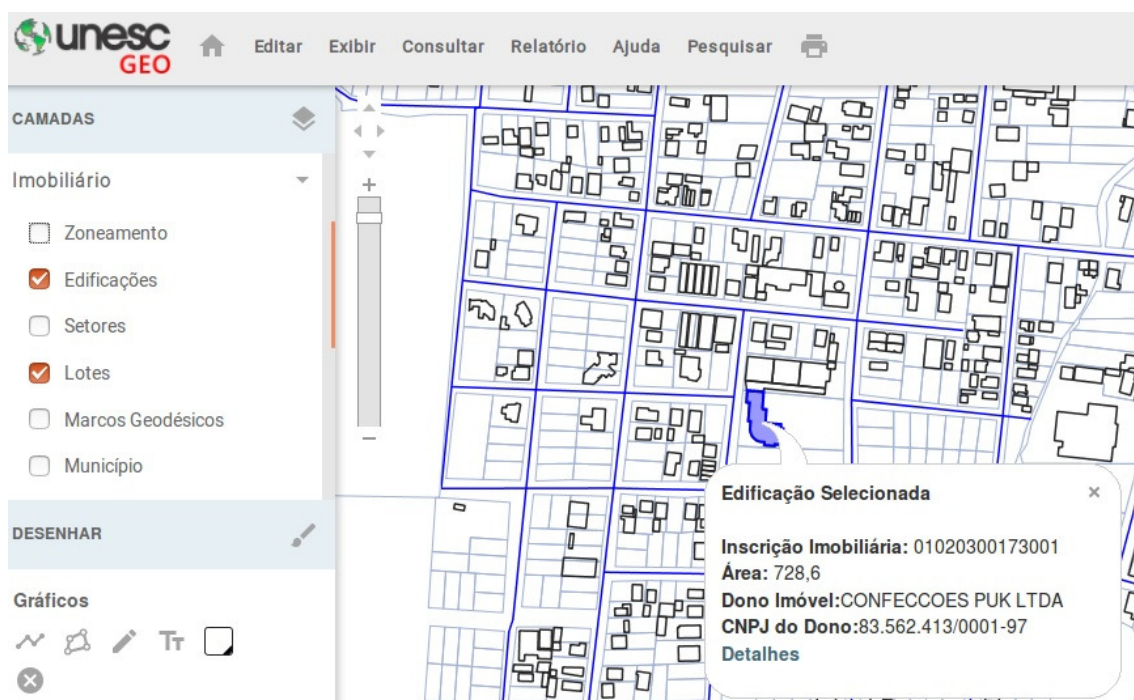 unesc
GEO
Editar Exibir Consultar Relatório Ajuda Pesquisar
CAMADAS
Imobiliário
Zoneamento
Edificações
Setores
Lotes
Marcos Geodésicos
Município
DESENHAR
Gráficos
TT
Edificação Selecionada
Inscrição Imobiliária: 01020300173001
Área: 728,6
Dono Imóvel:CONFECCOES PUK LTDA
CNPJ do Dono:83.562.413/0001-97
Detalhes